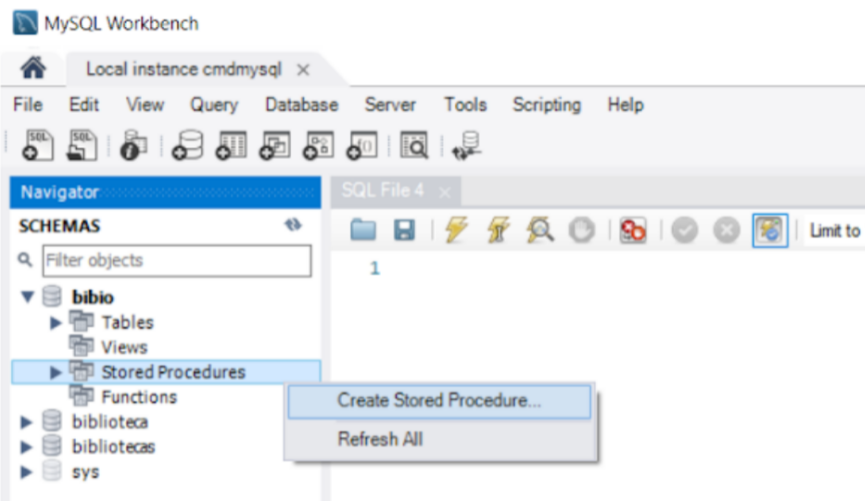 MySQL Workbench
Local instance cmdmysql ×
File Edit View Query Database Server Tools Scripting Help
Navigator
SQL File 4 ×
SCHEMAS
Limit to
Filter objects
1
bibio
Tables
Views
Stored Procedures
Functions
Create Stored Procedure...
Refresh All
biblioteca
bibliotecas
sys